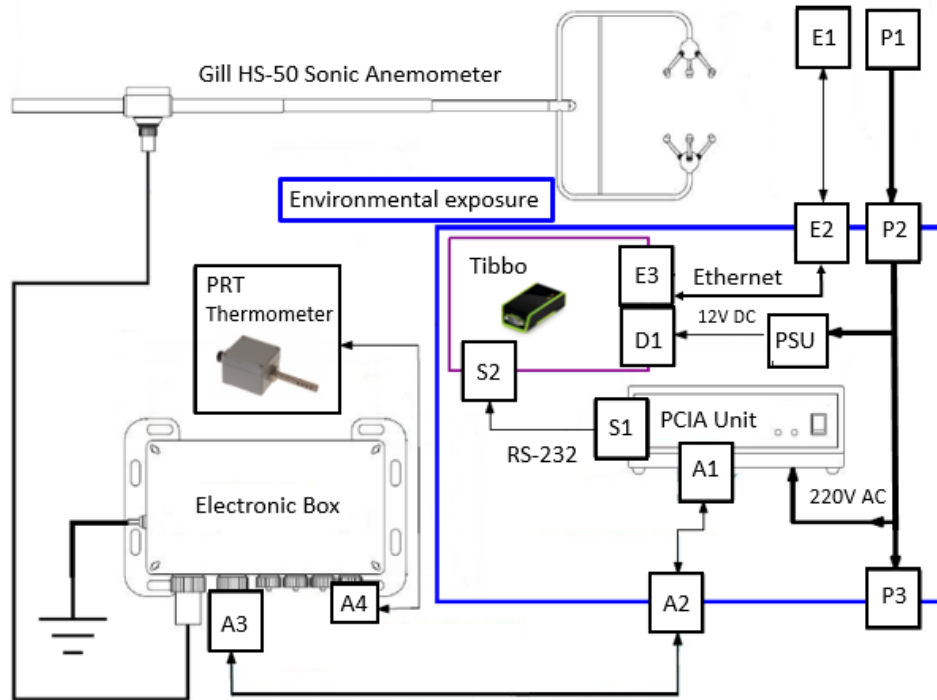 E1
P1
Gill HS-50 Sonic Anemometer
Environmental exposure
E2
P2
Tibbo
E3
Ethernet
PRT
Thermometer
12V DC
D1
PSU
S2
S1
PCIA Unit
RS-232
A1
220V AC
Electronic Box
A4
A3
A2
P3